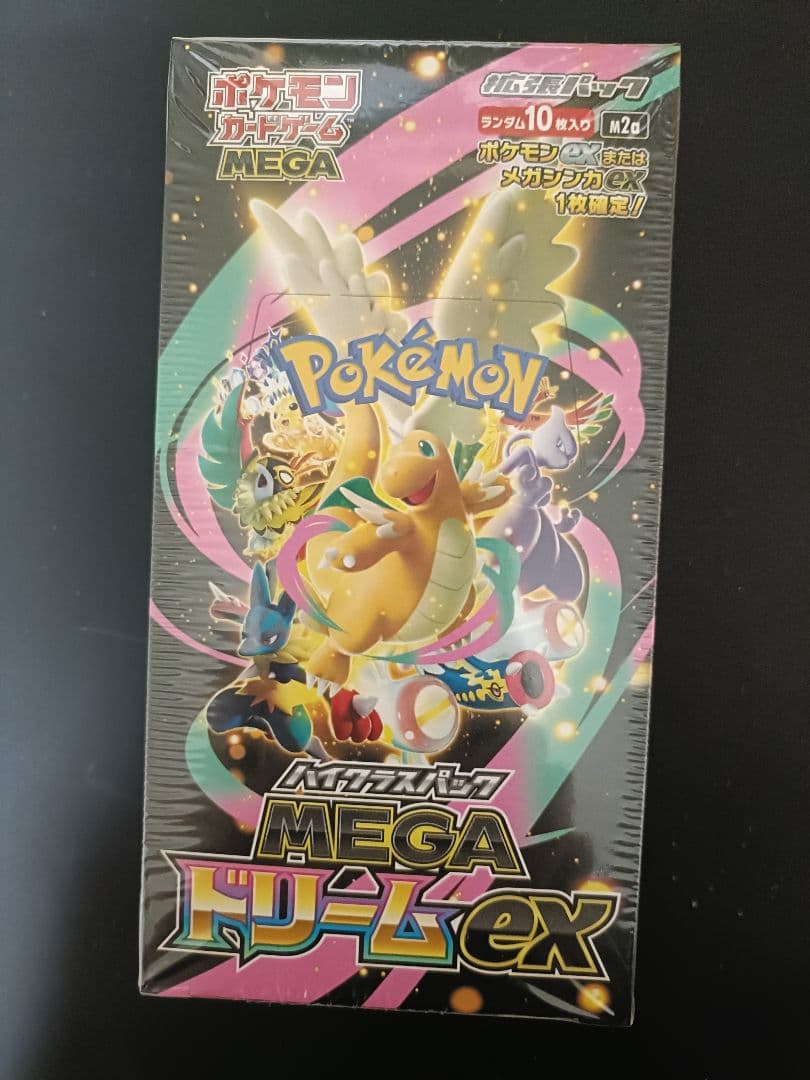 ポケモン
カードゲーム
MEGA
拡張パック
ランダム10枚入り M2a
ポケモンexまたは
メガシンカex
1枚確定!
POKéMON
ハイクラスパック
MEGA
ドリームex